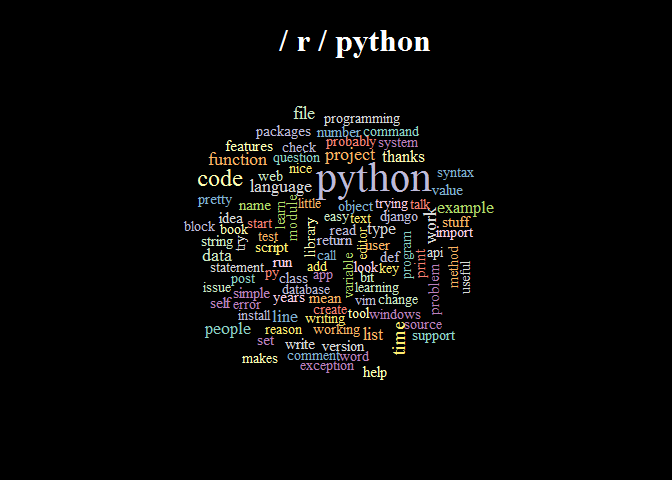 / r / python
file
programming
packages number command
features check probably system
function question project thanks
nice
code web python syntax
language value
pretty name learn module little object trying talk example
idea easy text django work stuff
block book start library read type import
string try test editor user program print api method
data script return call def
statement run add look key problem useful
post py class app variable bit
issue simple years database learning
self error mean vim change
install line create tool windows
people reason writing working list time source support
set write version
makes comment word
exception help